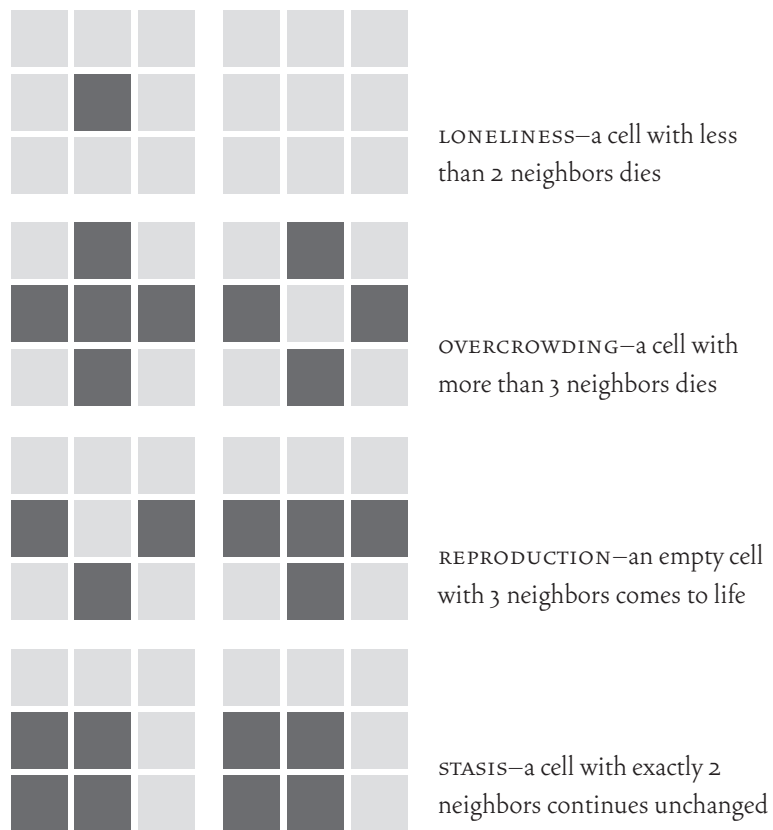 LONELINESS–a cell with less
than 2 neighbors dies
OVERCROWDING–a cell with
more than 3 neighbors dies
REPRODUCTION–an empty cell
with 3 neighbors comes to life
STASIS–a cell with exactly 2
neighbors continues unchanged